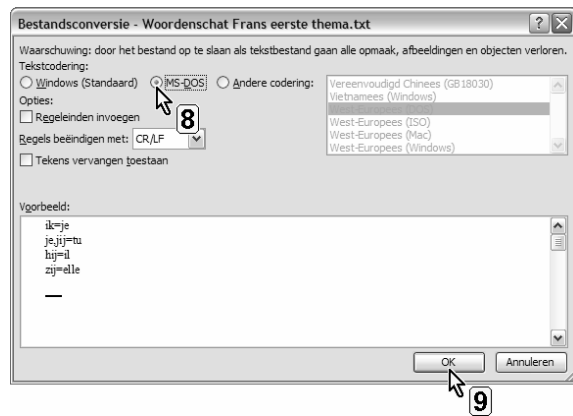 Bestandsconversie - Woordenschat Frans eerste thema.txt
Waarschuwing: door het bestand op te slaan als tekstbestand gaan alle opmaak, afbeeldingen en objecten verloren.
Tekstcodering:
Windows (Standaard) MS-DOS Andere codering:
Vereenvoudigd Chinees (GB18030)
Vietnamees (Windows)
West-Europees (DOS)
West-Europees (ISO)
West-Europees (Mac)
West-Europees (Windows)
8
Opties:
Regeleinden invoegen
Regels beëindigen met: CR/LF
Tekens vervangen toestaan
Voorbeeld:
ik=je
je,jij=tu
hij=il
zij=elle
OK Annuleren
9